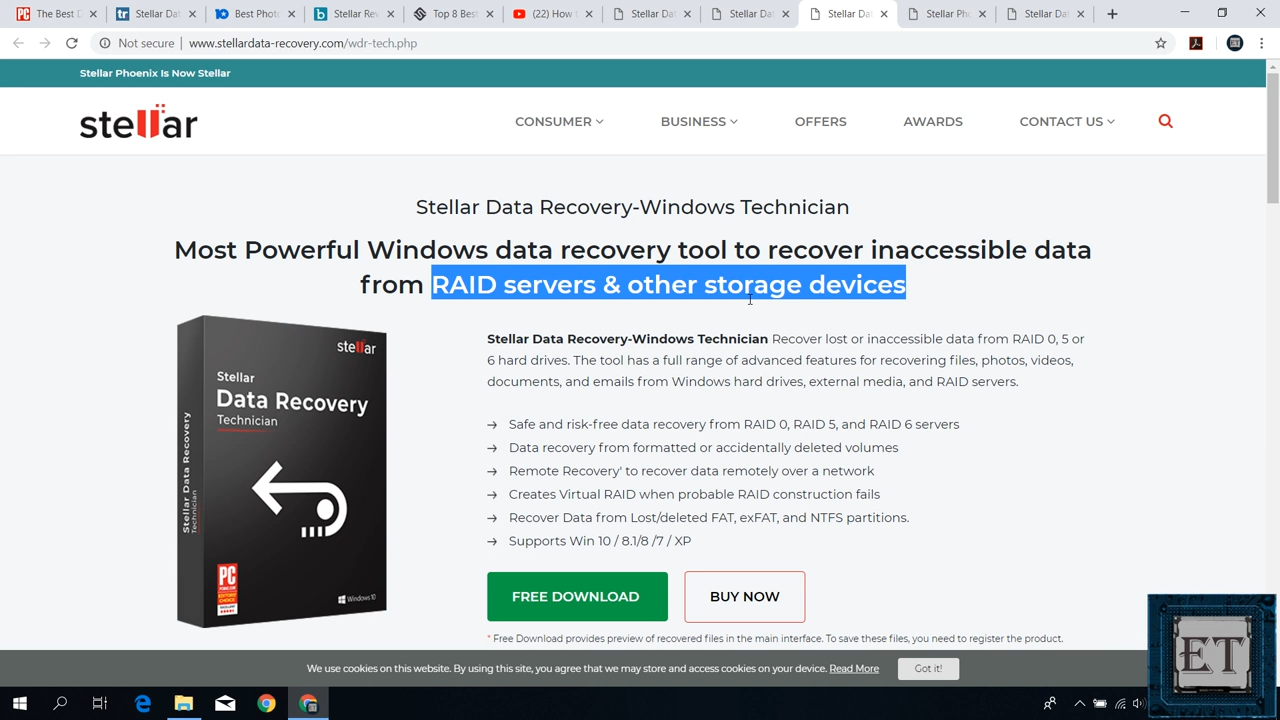 The Best D
Stellar Dat
Best Phot
Stellar Rev
Top 8 Best
(22) How t
Stellar Dat
Stellar Dat
Stellar Dat
Stellar Pho
Stellar Dat
Not secure
www.stellardata-recovery.com/wdr-tech.php
Stellar Phoenix Is Now Stellar
stellar
CONSUMER
BUSINESS
OFFERS
AWARDS
CONTACT US
Stellar Data Recovery-Windows Technician
Most Powerful Windows data recovery tool to recover inaccessible data
from RAID servers & other storage devices
stellar
Stellar
Data Recovery
Technician
Stellar Data Recovery
Technician
PC
Windows 10
Stellar Data Recovery-Windows Technician Recover lost or inaccessible data from RAID 0, 5 or
6 hard drives. The tool has a full range of advanced features for recovering files, photos, videos,
documents, and emails from Windows hard drives, external media, and RAID servers.
Safe and risk-free data recovery from RAID 0, RAID 5, and RAID 6 servers
Data recovery from formatted or accidentally deleted volumes
Remote Recovery' to recover data remotely over a network
Creates Virtual RAID when probable RAID construction fails
Recover Data from Lost/deleted FAT, exFAT, and NTFS partitions.
Supports Win 10 / 8.1/8 /7 / XP
FREE DOWNLOAD
BUY NOW
* Free Download provides preview of recovered files in the main interface. To save these files, you need to register the product.
We use cookies on this website. By using this site, you agree that we may store and access cookies on your device. Read More
Got it!
ET